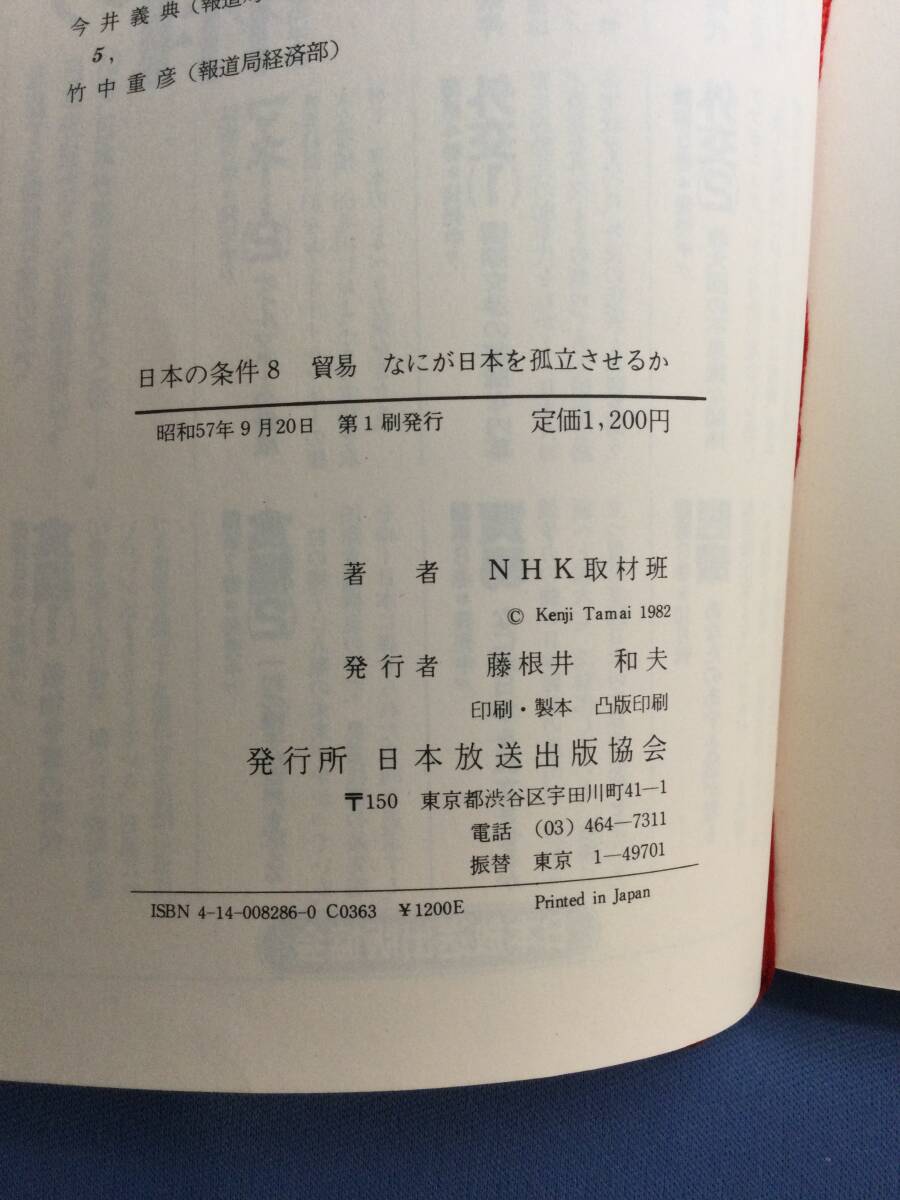 今井義典(報道局
5,
竹中重彦(報道局経済部)
日本の条件8 貿易 なにが日本を孤立させるか
昭和57年9月20日 第1刷発行 定価1,200円
著者 NHK取材班
© Kenji Tamai 1982
発行者 藤根井 和夫
印刷・製本 凸版印刷
発行所 日本放送出版協会
〒150 東京都渋谷区宇田川町41―1
電話 (03) 464―7311
振替 東京 1―49701
ISBN 4-14-008286-0 C0363 ¥1200E Printed in Japan